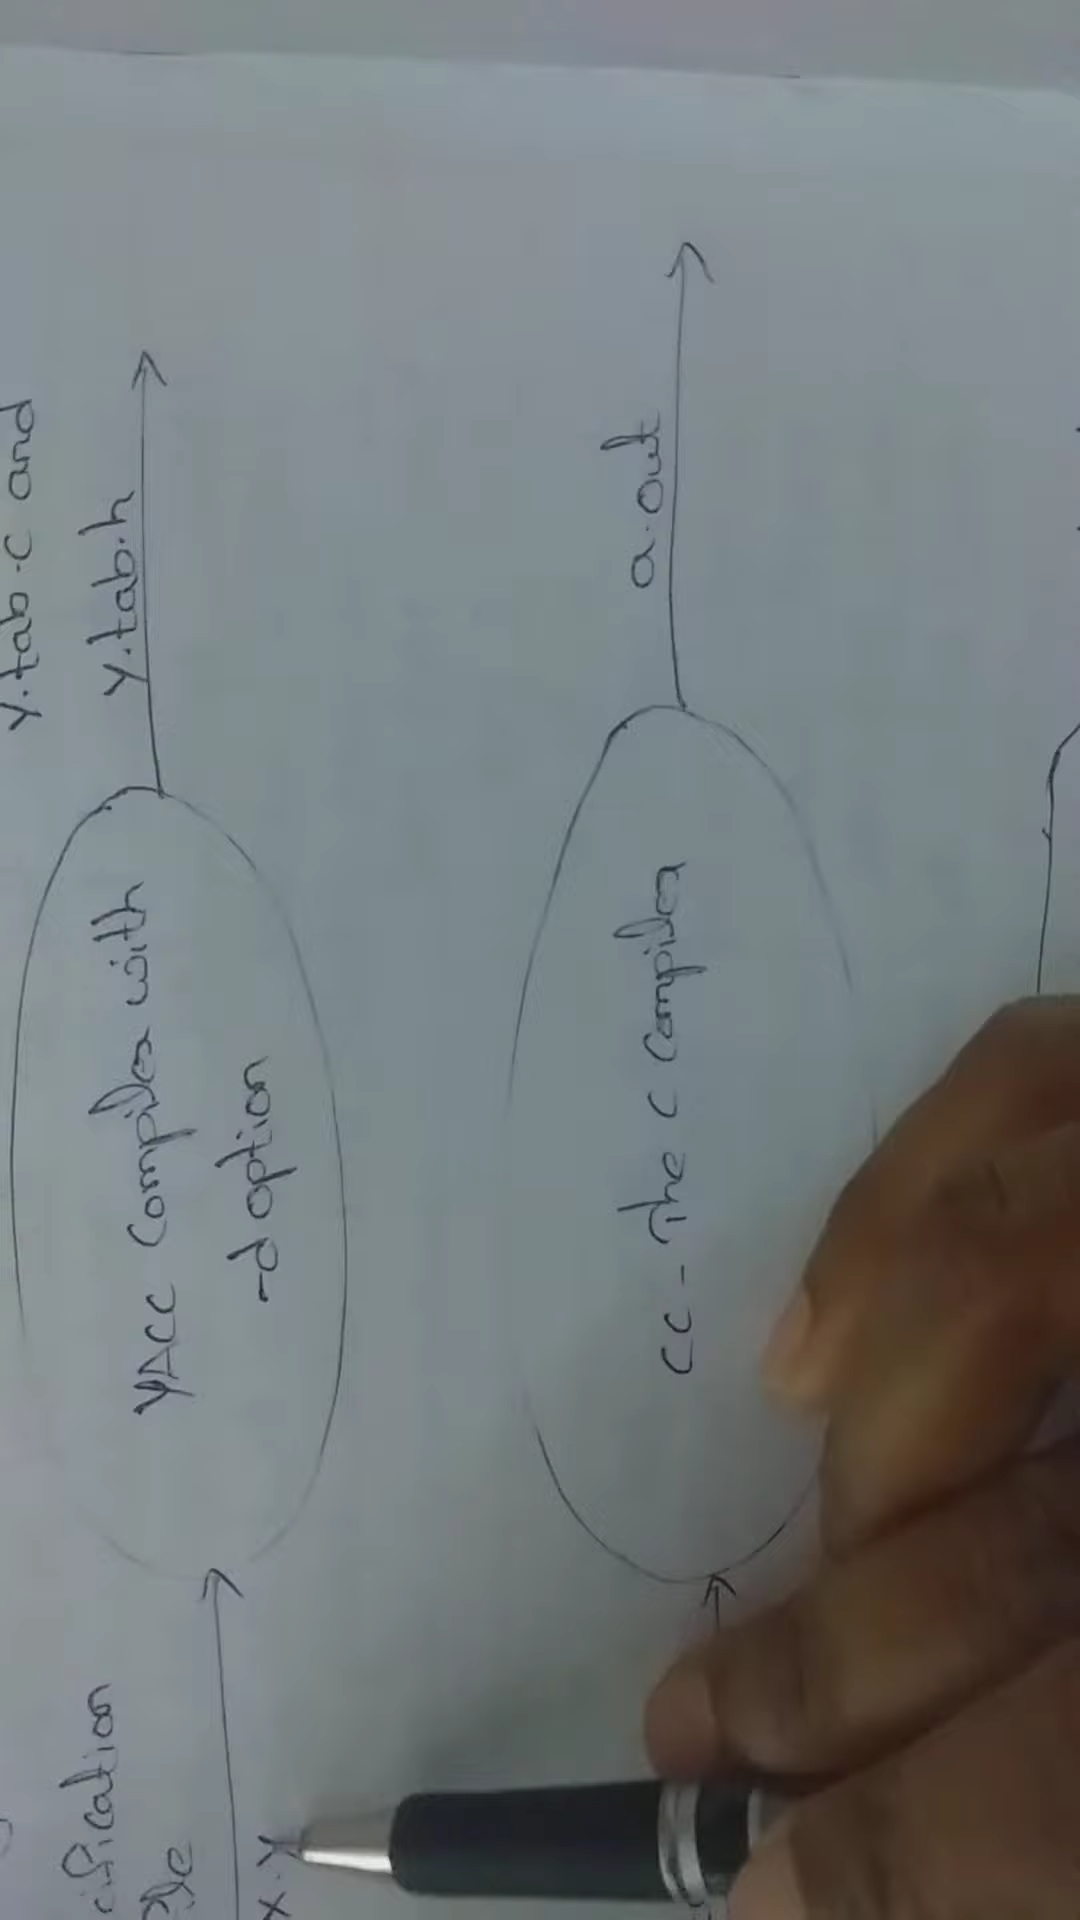 y.tab.c and
y.tab.h
YACC Compiler with
-d option
x.y
a.out
CC - The C Compiler